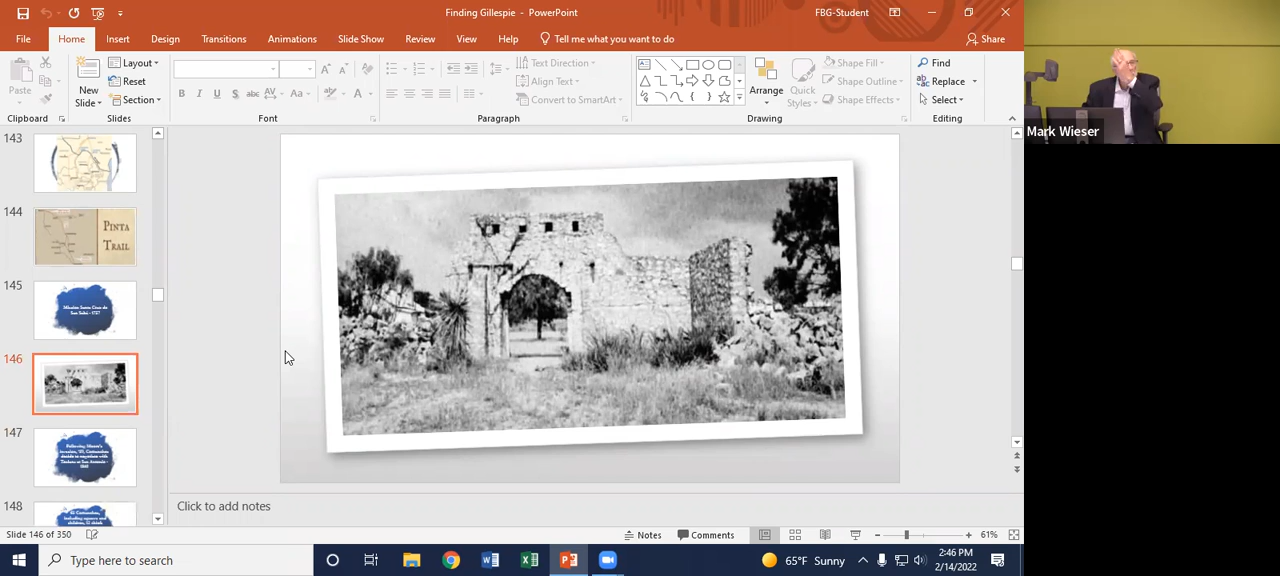 Finding Gillespie - PowerPoint
FBG-Student
File
Home
Insert
Design
Transitions
Animations
Slide Show
Review
View
Help
Tell me what you want to do
Share
Paste
New
Slide
Layout
Reset
Section
Text Direction
Align Text
Convert to SmartArt
Arrange
Quick
Styles
Shape Fill
Shape Outline
Shape Effects
Find
Replace
Select
Clipboard
Slides
Font
Paragraph
Drawing
Editing
Mark Wieser
143
144
PINTA
TRAIL
145
146
147
148
Click to add notes
Slide 146 of 350
Notes
Comments
61%
Type here to search
65°F Sunny
2:46 PM
2/14/2022